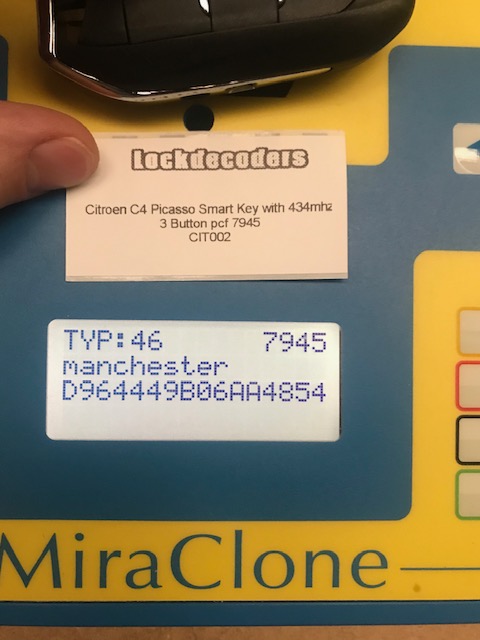 Lockdecoders
Citroen C4 Picasso Smart Key with 434mhz
3 Button pcf 7945
CIT002
TYP:46 7945
manchester
D964449B06AA4854
MiraClone